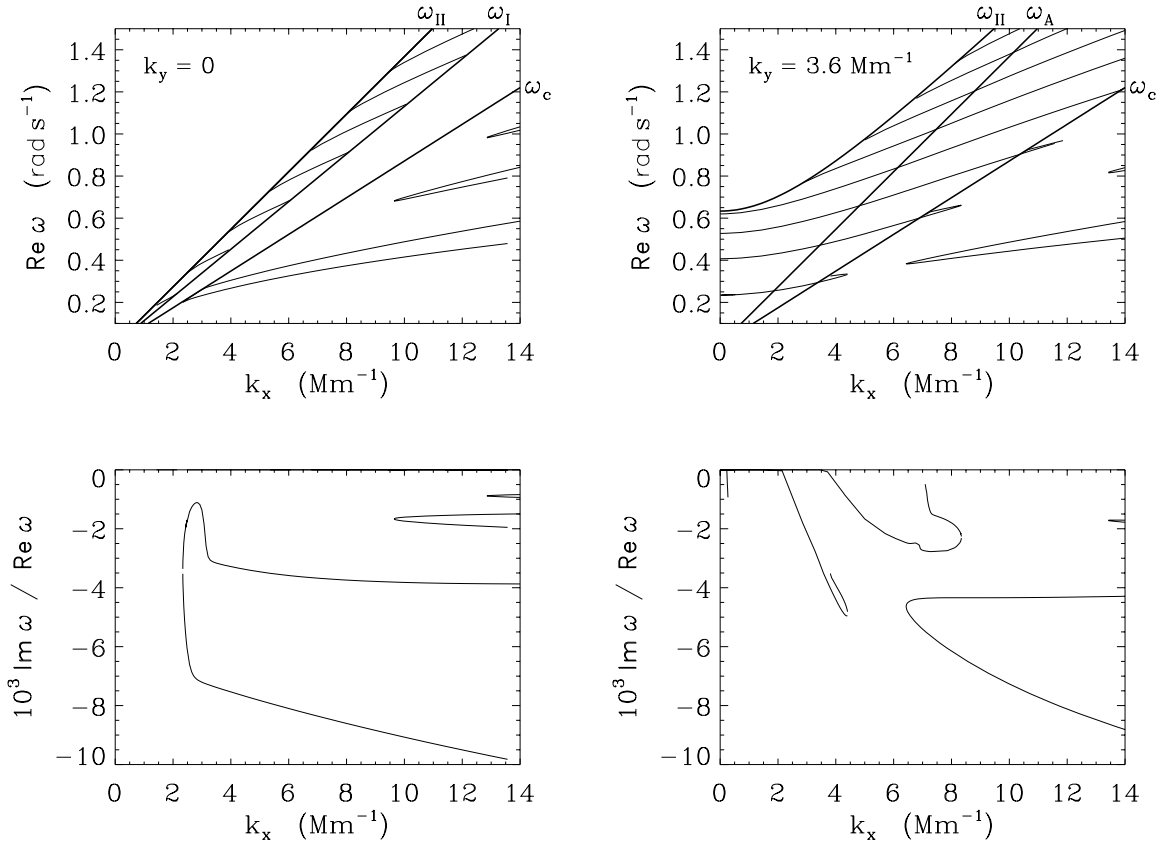 ω_II ω_I
k_y = 0
ω_c
1.4
1.2
1.0
0.8
0.6
0.4
0.2
Re ω (rad s⁻¹)
0 2 4 6 8 10 12 14
k_x (Mm⁻¹)
ω_II ω_A
k_y = 3.6 Mm⁻¹
ω_c
1.4
1.2
1.0
0.8
0.6
0.4
0.2
Re ω (rad s⁻¹)
0 2 4 6 8 10 12 14
k_x (Mm⁻¹)
0
−2
−4
−6
−8
−10
10³ Im ω / Re ω
0 2 4 6 8 10 12 14
k_x (Mm⁻¹)
0
−2
−4
−6
−8
−10
10³ Im ω / Re ω
0 2 4 6 8 10 12 14
k_x (Mm⁻¹)